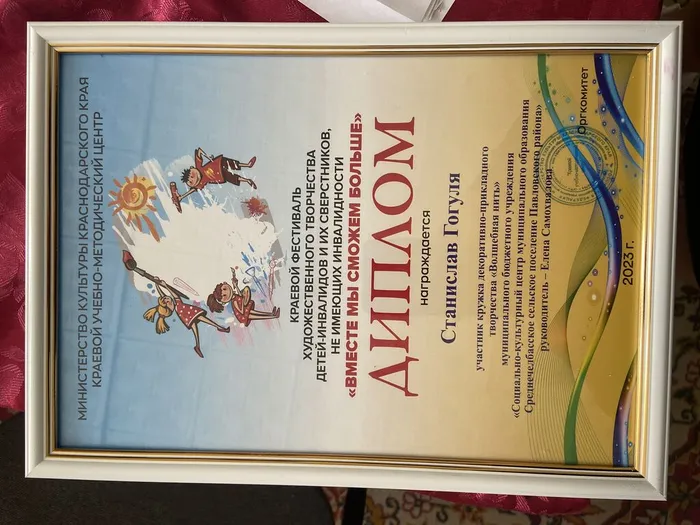 МИНИСТЕРСТВО КУЛЬТУРЫ КРАСНОДАРСКОГО КРАЯ
КРАЕВОЙ УЧЕБНО-МЕТОДИЧЕСКИЙ ЦЕНТР
КРАЕВОЙ ФЕСТИВАЛЬ
ХУДОЖЕСТВЕННОГО ТВОРЧЕСТВА
ДЕТЕЙ-ИНВАЛИДОВ И ИХ СВЕРСТНИКОВ,
НЕ ИМЕЮЩИХ ИНВАЛИДНОСТИ
«ВМЕСТЕ МЫ СМОЖЕМ БОЛЬШЕ»
ДИПЛОМ
награждается
Станислав Гогуля
участник кружка декоративно-прикладного
творчества «Волшебная нить»
муниципального бюджетного учреждения
«Социально-культурный центр муниципального образования
Среднечелбасское сельское поселение Павловского района»
руководитель – Елена Самохвалова
Оргкомитет
2023 г.